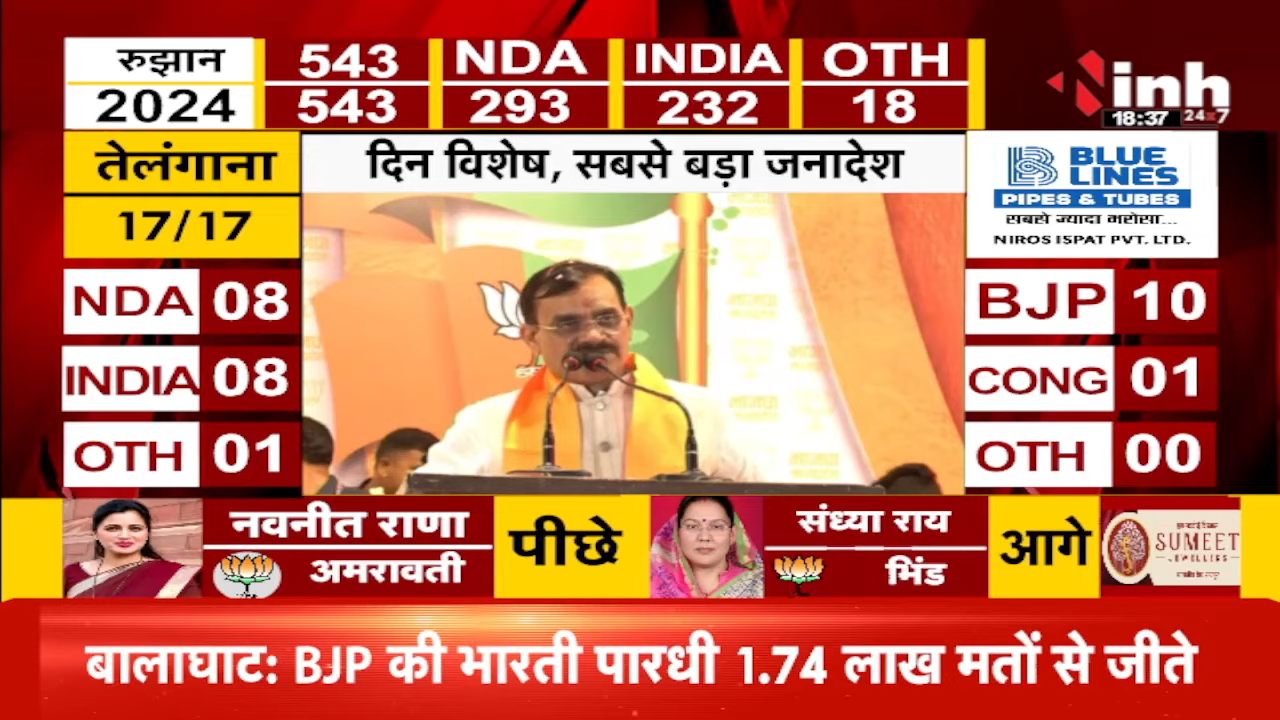 रुझान 543 NDA INDIA OTH
2024 543 293 232 18
inh
18:37 24x7
तेलंगाना
17/17
दिन विशेष, सबसे बड़ा जनादेश
BLUE
LINES
PIPES & TUBES
सबसे ज्यादा भरोसा...
NIROS ISPAT PVT. LTD.
NDA 08
INDIA 08
OTH 01
BJP 10
CONG 01
OTH 00
नवनीत राणा
अमरावती
पीछे
संध्या राय
भिंड
आगे
SUMEET
JEWELLERS
बालाघाट: BJP की भारती पारधी 1.74 लाख मतों से जीते